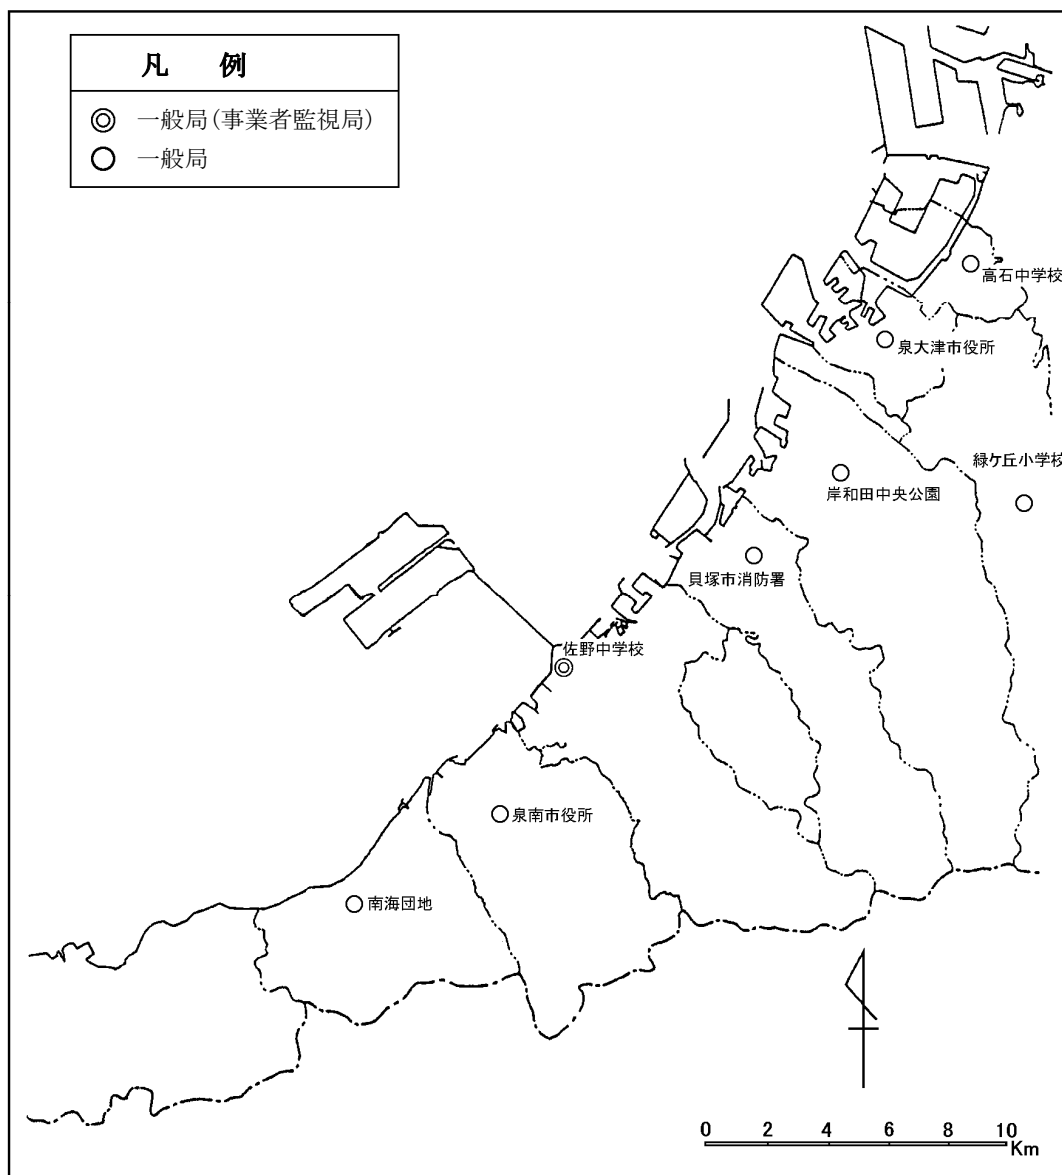 凡 例
一般局(事業者監視局)
一般局
高石中学校
泉大津市役所
緑ケ丘小学校
岸和田中央公園
貝塚市消防署
佐野中学校
泉南市役所
南海団地
0 2 4 6 8 10
Km